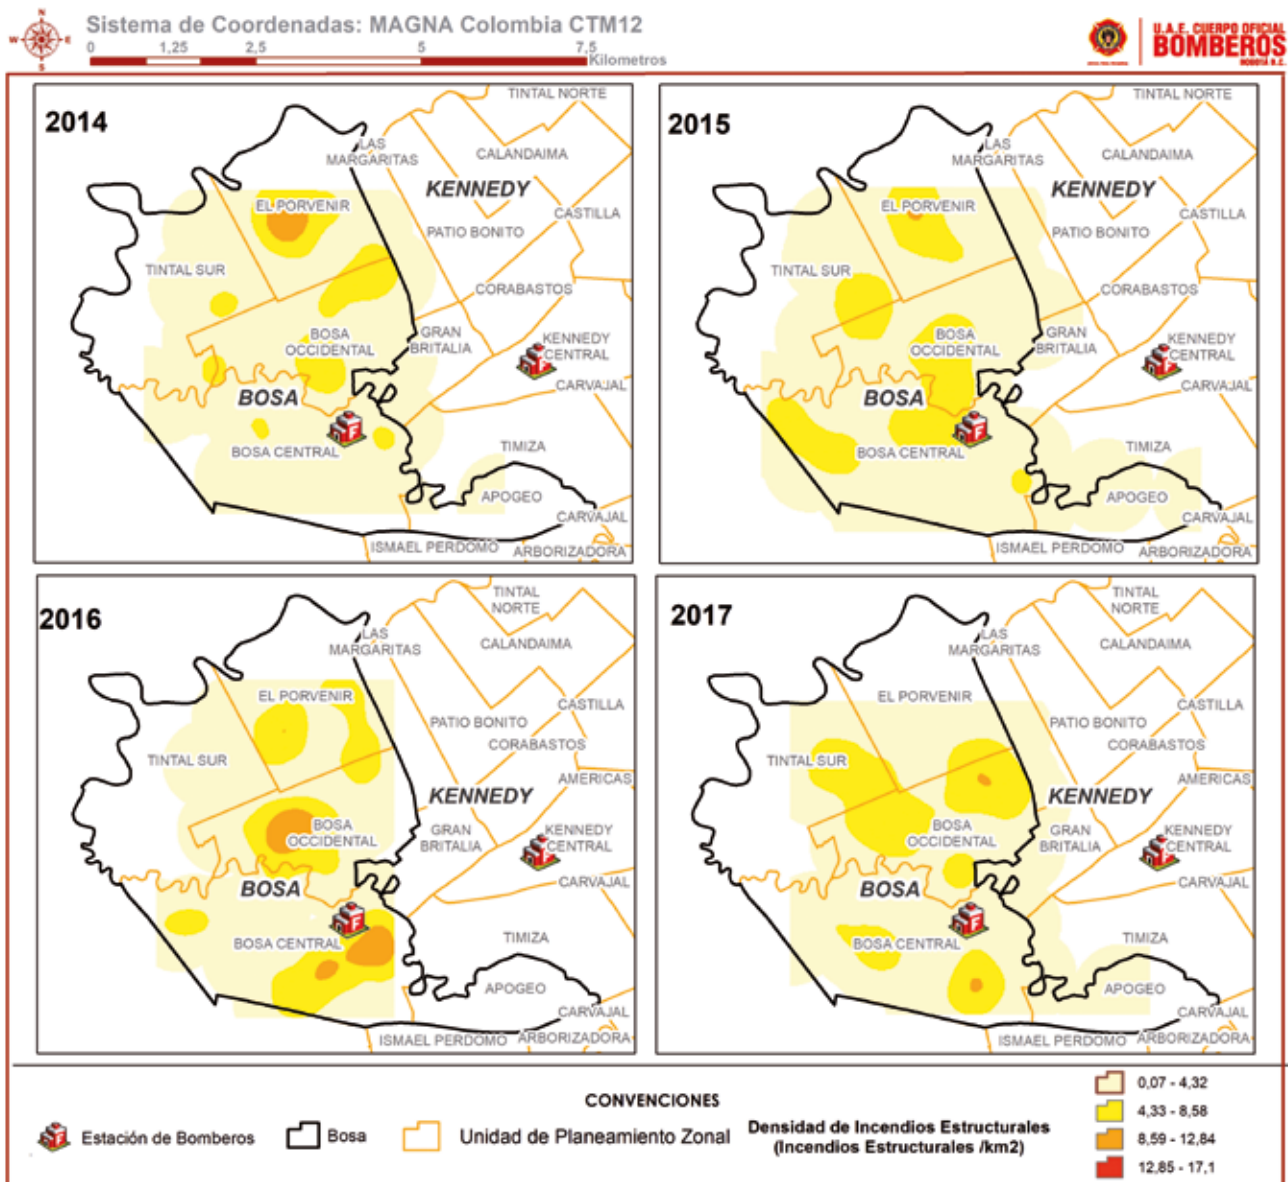 N
W E
S
Sistema de Coordenadas: MAGNA Colombia CTM12
0 1,25 2,5 5 7,5
Kilometros
U.A.E. CUERPO OFICIAL
BOMBEROS
BOGOTÁ D.C.
2014
TINTAL NORTE
LAS
MARGARITAS
CALANDAIMA
KENNEDY
EL PORVENIR
CASTILLA
PATIO BONITO
TINTAL SUR
CORABASTOS
BOSA
OCCIDENTAL
GRAN
BRITALIA
KENNEDY
CENTRAL
CARVAJAL
BOSA
F
BOSA CENTRAL
TIMIZA
APOGEO
CARVAJAL
ISMAEL PERDOMO
ARBORIZADORA
2015
TINTAL NORTE
LAS
MARGARITAS
CALANDAIMA
KENNEDY
EL PORVENIR
CASTILLA
PATIO BONITO
TINTAL SUR
CORABASTOS
BOSA
OCCIDENTAL
GRAN
BRITALIA
KENNEDY
CENTRAL
CARVAJAL
BOSA
F
BOSA CENTRAL
TIMIZA
APOGEO
CARVAJAL
ISMAEL PERDOMO
ARBORIZADORA
2016
TINTAL
NORTE
LAS
MARGARITAS
CALANDAIMA
EL PORVENIR
CASTILLA
PATIO BONITO
CORABASTOS
TINTAL SUR
AMERICAS
KENNEDY
BOSA
OCCIDENTAL
GRAN
BRITALIA
KENNEDY
CENTRAL
CARVAJAL
BOSA
F
BOSA CENTRAL
TIMIZA
APOGEO
CARVAJAL
ISMAEL PERDOMO
ARBORIZADORA
2017
TINTAL
NORTE
LAS
MARGARITAS
CALANDAIMA
EL PORVENIR
CASTILLA
PATIO BONITO
CORABASTOS
TINTAL SUR
AMERICAS
KENNEDY
BOSA
OCCIDENTAL
GRAN
BRITALIA
KENNEDY
CENTRAL
CARVAJAL
BOSA
F
BOSA CENTRAL
TIMIZA
APOGEO
CARVAJAL
ISMAEL PERDOMO
ARBORIZADORA
CONVENCIONES
Estación de Bomberos
Bosa
Unidad de Planeamiento Zonal
Densidad de Incendios Estructurales
(Incendios Estructurales /km2)
0,07 - 4,32
4,33 - 8,58
8,59 - 12,84
12,85 - 17,1